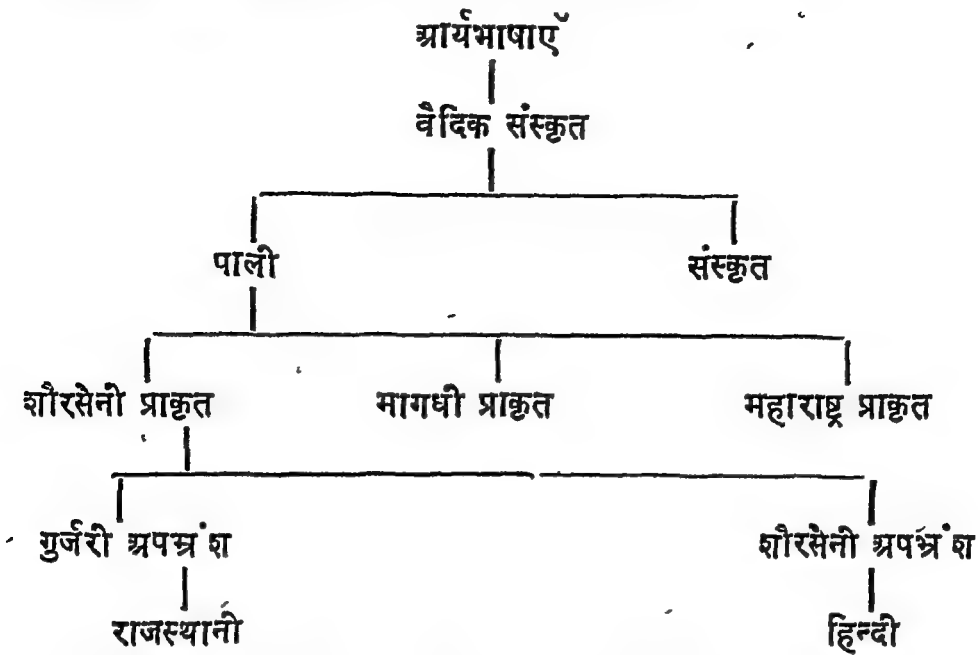 आर्यभाषाएँ
वैदिक संस्कृत
पाली संस्कृत
शौरसेनी प्राकृत मागधी प्राकृत महाराष्ट्र प्राकृत
गुर्जरी अपभ्रंश शौरसेनी अपभ्रंश
राजस्थानी हिन्दी